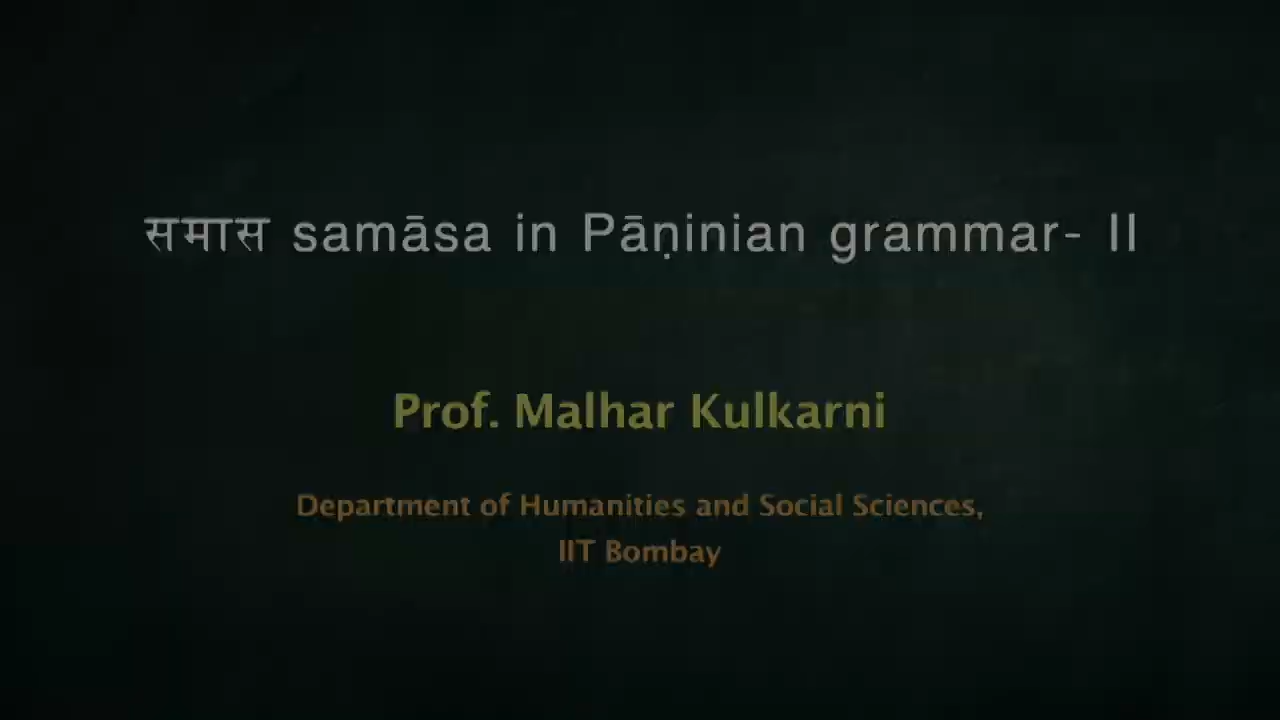 समास samāsa in Pāṇinian grammar- II
Prof. Malhar Kulkarni
Department of Humanities and Social Sciences,
IIT Bombay